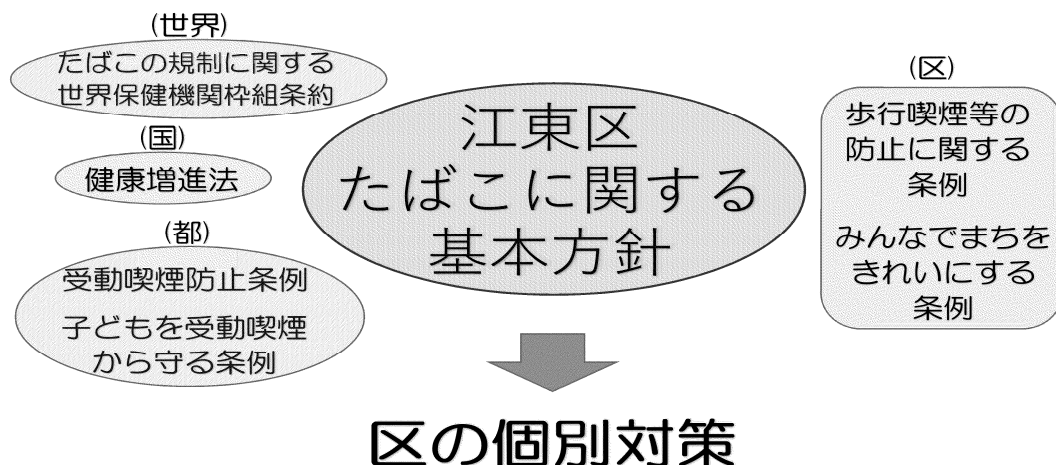 (世界)
たばこの規制に関する
世界保健機関枠組条約
(国)
健康増進法
(都)
受動喫煙防止条例
子どもを受動喫煙
から守る条例
江東区
たばこに関する
基本方針
(区)
歩行喫煙等の
防止に関する
条例
みんなでまちを
きれいにする
条例
区の個別対策